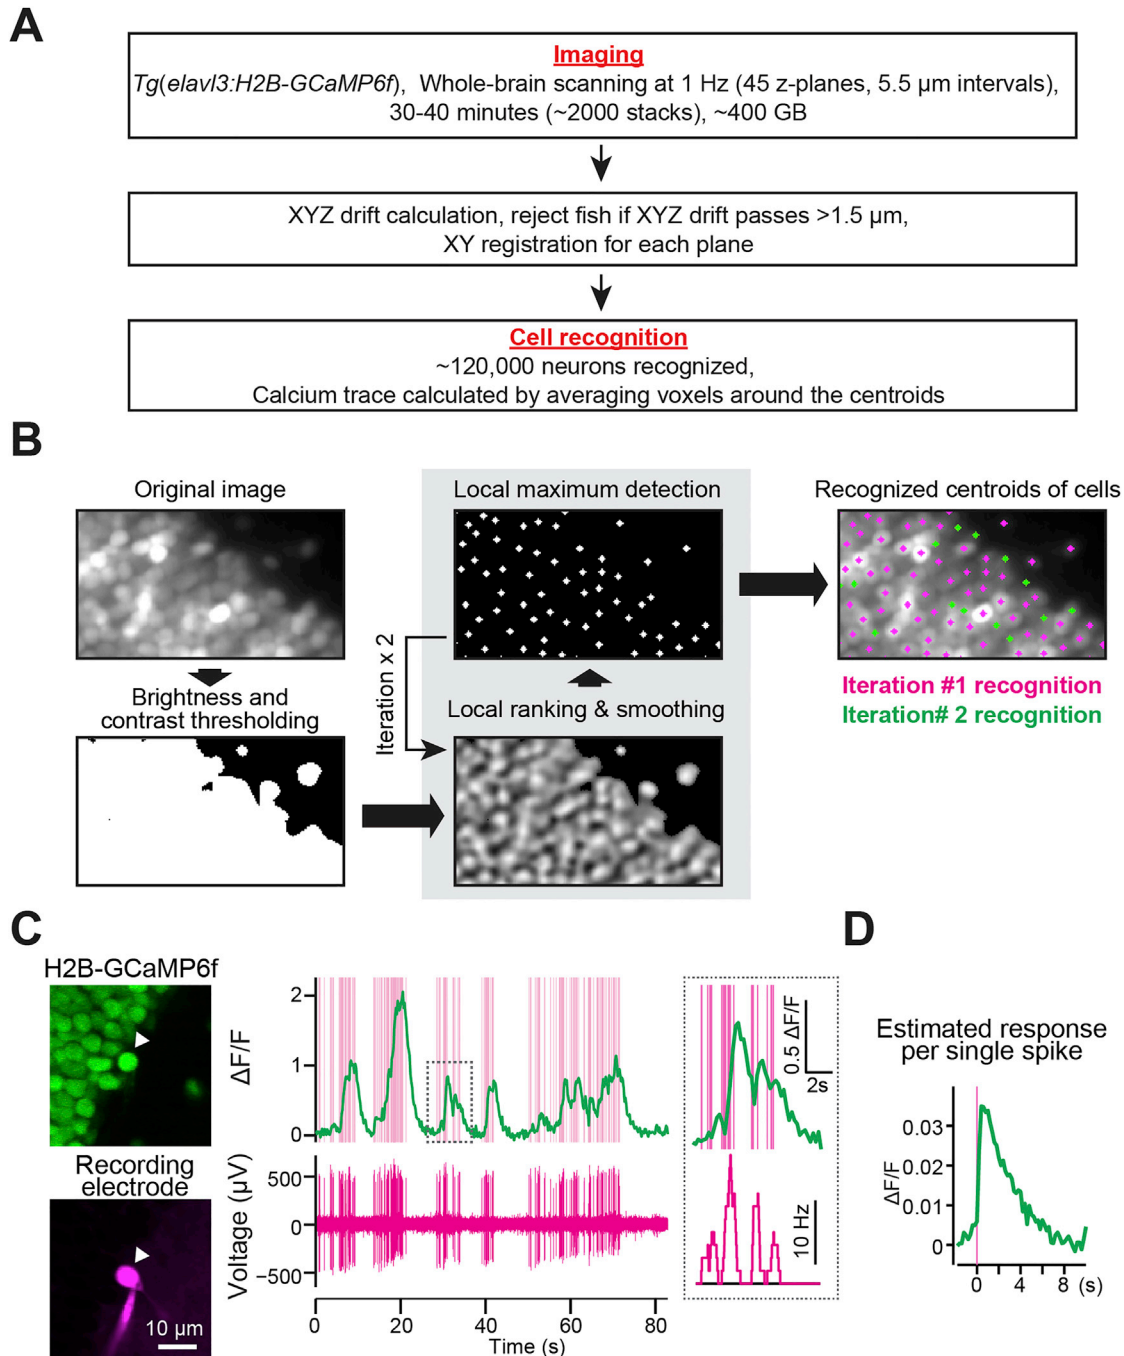 A
Imaging
Tg(elavl3:H2B-GCaMP6f), Whole-brain scanning at 1 Hz (45 z-planes, 5.5 µm intervals),
30-40 minutes (~2000 stacks), ~400 GB
XYZ drift calculation, reject fish if XYZ drift passes >1.5 µm,
XY registration for each plane
Cell recognition
~120,000 neurons recognized,
Calcium trace calculated by averaging voxels around the centroids
B
Original image
Local maximum detection
Recognized centroids of cells
Brightness and
contrast thresholding
Iteration x 2
Local ranking & smoothing
Iteration #1 recognition
Iteration# 2 recognition
C
H2B-GCaMP6f
Recording
electrode
10 µm
ΔF/F
2
1
0
Voltage (µV)
500
0
−500
0
20
40
60
80
Time (s)
0.5 ΔF/F
2s
10 Hz
D
Estimated response
per single spike
ΔF/F
0.03
0.02
0.01
0
0
4
8
(s)